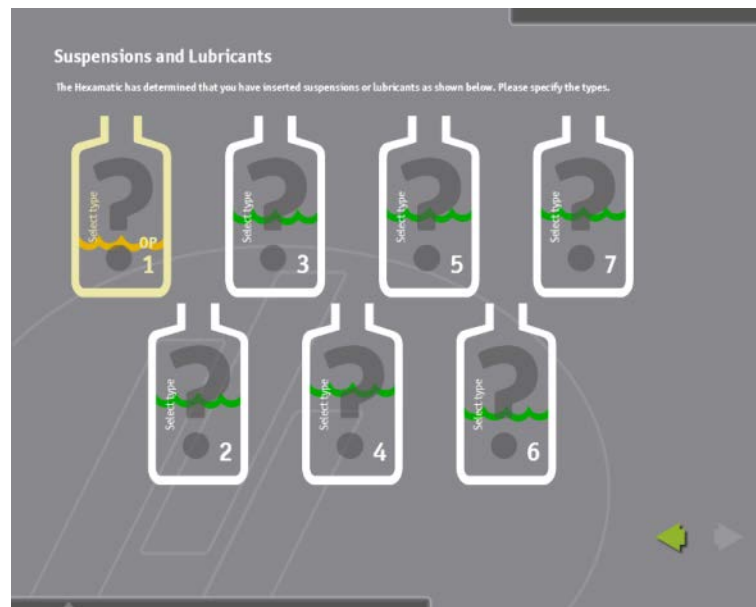 Suspensions and Lubricants
The Hexamatic has determined that you have inserted suspensions or lubricants as shown below. Please specify the types.
?
Select type
OP
1
?
Select type
3
?
Select type
5
?
Select type
7
?
Select type
2
?
Select type
4
?
Select type
6